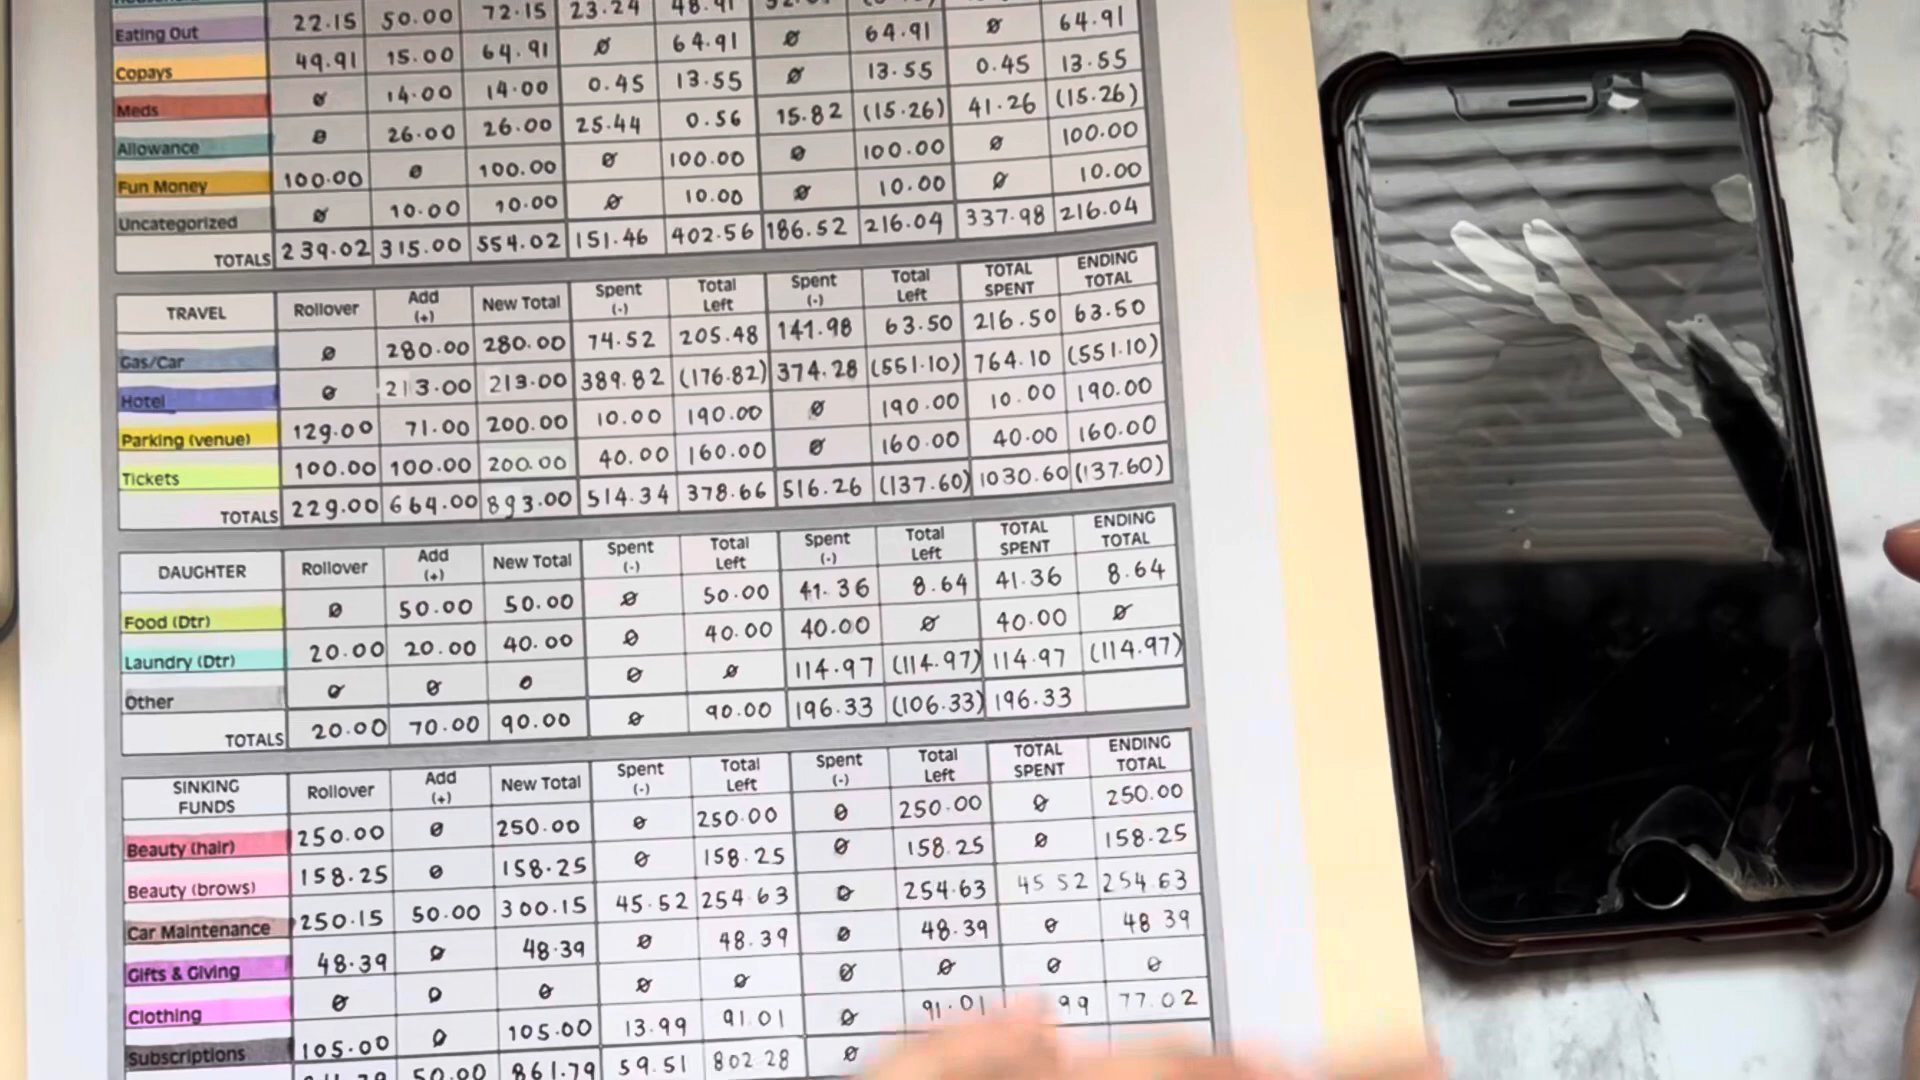 22.15 50.00 72.15 23.24 48.91
Eating Out 49.91 15.00 64.91 ∅ 64.91 ∅ 64.91 ∅ 64.91
Copays ∅ 14.00 14.00 0.45 13.55 ∅ 13.55 0.45 13.55
Meds ∅ 26.00 26.00 25.44 0.56 15.82 (15.26) 41.26 (15.26)
Allowance 100.00 ∅ 100.00 ∅ 100.00 ∅ 100.00 ∅ 100.00
Fun Money ∅ 10.00 10.00 ∅ 10.00 ∅ 10.00 ∅ 10.00
Uncategorized
TOTALS 239.02 315.00 554.02 151.46 402.56 186.52 216.04 337.98 216.04
TRAVEL Rollover Add (+) New Total Spent (-) Total Left Spent (-) Total Left TOTAL SPENT ENDING TOTAL
Gas/Car ∅ 280.00 280.00 74.52 205.48 141.98 63.50 216.50 63.50
Hotel ∅ 213.00 213.00 389.82 (176.82) 374.28 (551.10) 764.10 (551.10)
Parking (venue) 129.00 71.00 200.00 10.00 190.00 ∅ 190.00 10.00 190.00
Tickets 100.00 100.00 200.00 40.00 160.00 ∅ 160.00 40.00 160.00
TOTALS 229.00 664.00 893.00 514.34 378.66 516.26 (137.60) 1030.60 (137.60)
DAUGHTER Rollover Add (+) New Total Spent (-) Total Left Spent (-) Total Left TOTAL SPENT ENDING TOTAL
Food (Dtr) ∅ 50.00 50.00 ∅ 50.00 41.36 8.64 41.36 8.64
Laundry (Dtr) 20.00 20.00 40.00 ∅ 40.00 40.00 ∅ 40.00 ∅
Other ∅ ∅ ∅ ∅ ∅ 114.97 (114.97) 114.97 (114.97)
TOTALS 20.00 70.00 90.00 ∅ 90.00 196.33 (106.33) 196.33
SINKING FUNDS Rollover Add (+) New Total Spent (-) Total Left Spent (-) Total Left TOTAL SPENT ENDING TOTAL
Beauty (hair) 250.00 ∅ 250.00 ∅ 250.00 ∅ 250.00 ∅ 250.00
Beauty (brows) 158.25 ∅ 158.25 ∅ 158.25 ∅ 158.25 ∅ 158.25
Car Maintenance 250.15 50.00 300.15 45.52 254.63 ∅ 254.63 45.52 254.63
Gifts & Giving 48.39 ∅ 48.39 ∅ 48.39 ∅ 48.39 ∅ 48.39
Clothing ∅ ∅ ∅ ∅ ∅ ∅ ∅ ∅ ∅
Subscriptions 105.00 ∅ 105.00 13.99 91.01 ∅ 91.01 99 77.02
50.00 861.79 59.51 802.28 ∅